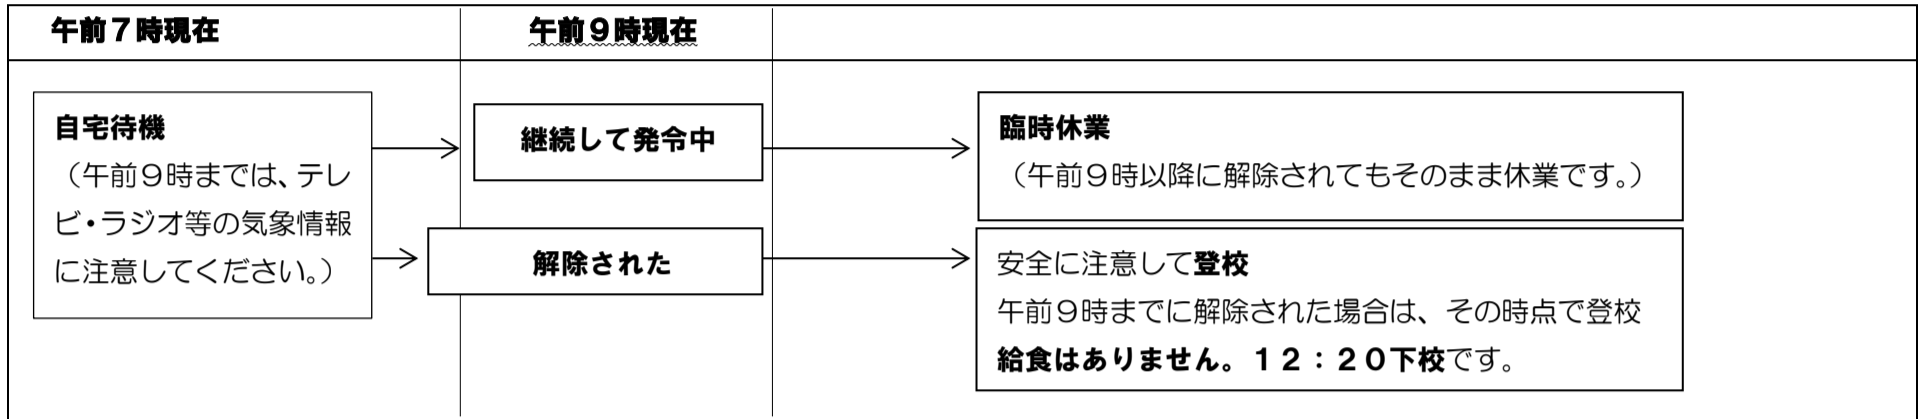 午前７時現在
午前９時現在
自宅待機
（午前９時までは、テレ
ビ・ラジオ等の気象情報
に注意してください。）
継続して発令中
臨時休業
（午前９時以降に解除されてもそのまま休業です。）
解除された
安全に注意して登校
午前９時までに解除された場合は、その時点で登校
給食はありません。１２：２０下校です。